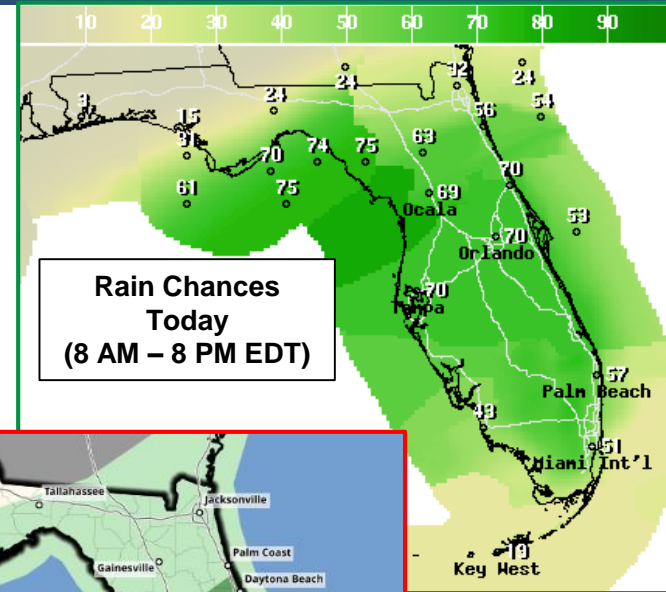 10 20 30 40 50 60 70 80 90
24 32 24
3 24 54
15 56
31 70 74 75 63
61 75 69 70
Ocala
53
70
Orlando
Rain Chances
Today
(8 AM – 8 PM EDT)
70
Tampa
57
Palm Beach
43
51
Miami Int'l
19
Key West
Tallahassee
Jacksonville
Gainesville
Palm Coast
Daytona Beach